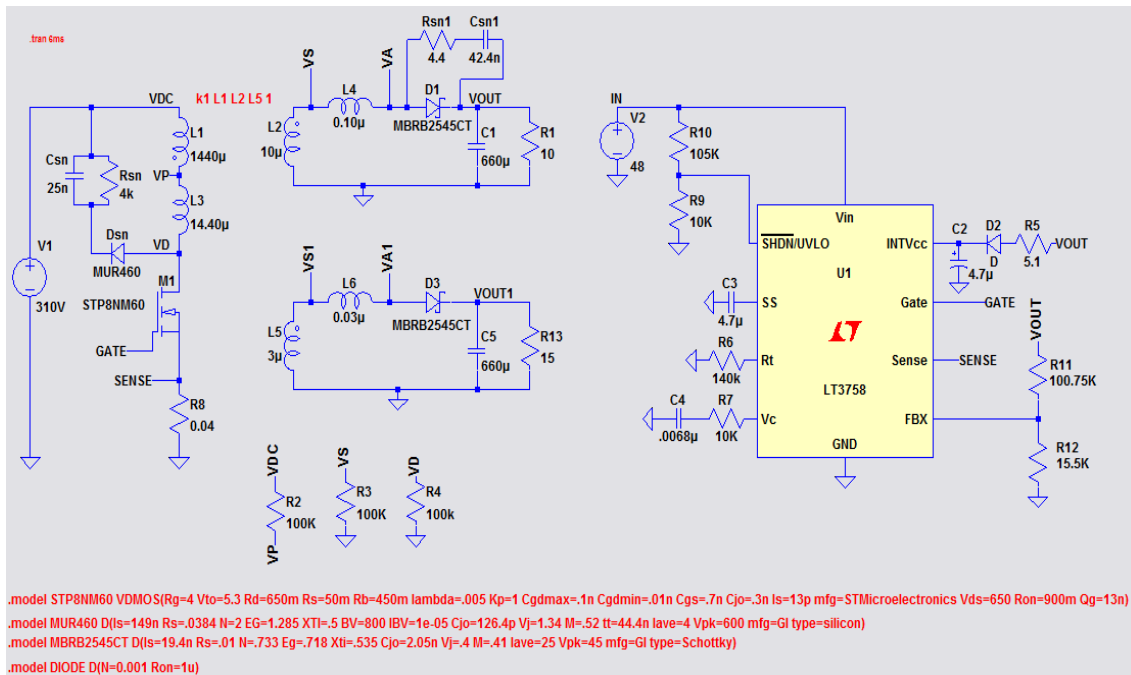 .tran 6ms
VDC
k1 L1 L2 L5 1
L1
1440µ
Csn
25n
Rsn
4k
VP
L3
14.40µ
Dsn
MUR460
VD
V1
310V
M1
STP8NM60
GATE
SENSE
R8
0.04
VS
L4
0.10µ
VA
Rsn1
4.4
Csn1
42.4n
D1
MBRB2545CT
VOUT
L2
10µ
C1
660µ
R1
10
VS1
L6
0.03µ
VA1
D3
MBRB2545CT
VOUT1
L5
3µ
C5
660µ
R13
15
VDC
R2
100K
VP
VS
R3
100K
VD
R4
100k
IN
V2
48
R10
105K
R9
10K
Vin
SHDN/UVLO
INTVcc
U1
SS
Gate
Rt
Sense
LT3758
Vc
FBX
GND
C3
4.7µ
R6
140k
C4
.0068µ
R7
10K
C2
4.7µ
D2
D
R5
5.1
VOUT
GATE
SENSE
VOUT
R11
100.75K
R12
15.5K
.model STP8NM60 VDMOS(Rg=4 Vto=5.3 Rd=650m Rs=50m Rb=450m lambda=.005 Kp=1 Cgdmax=.1n Cgdmin=.01n Cgs=.7n Cjo=.3n Is=13p mfg=STMicroelectronics Vds=650 Ron=900m Qg=13n)
.model MUR460 D(Is=149n Rs=.0384 N=2 EG=1.285 XTI=.5 BV=800 IBV=1e-05 Cjo=126.4p Vj=1.34 M=.52 tt=44.4n Iave=4 Vpk=600 mfg=GI type=silicon)
.model MBRB2545CT D(Is=19.4n Rs=.01 N=.733 Eg=.718 Xti=.535 Cjo=2.05n Vj=.4 M=.41 Iave=25 Vpk=45 mfg=GI type=Schottky)
.model DIODE D(N=0.001 Ron=1u)